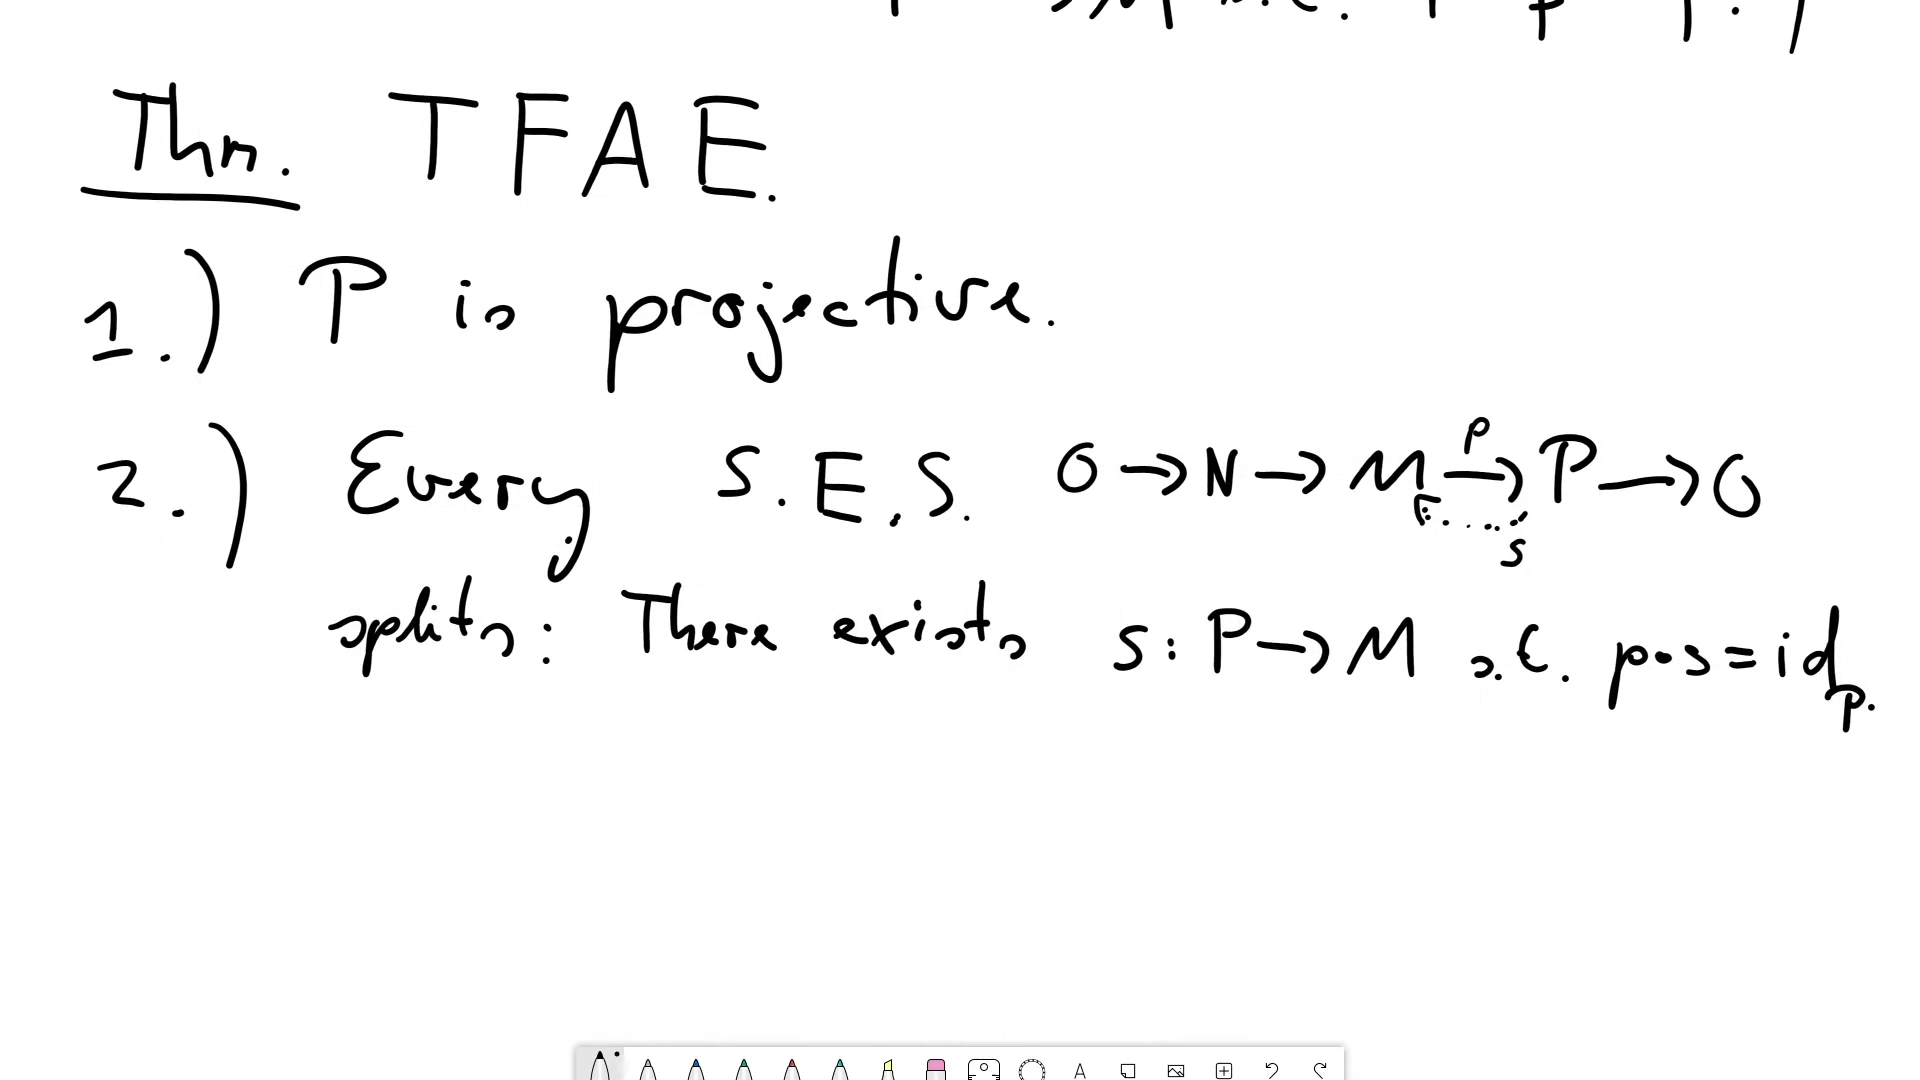 Thm. TFAE.
1.) P is projective.
2.) Every S.E.S. 0→N→M→P→0
p
s
splits: There exists s:P→M s.t. p∘s=id_P.